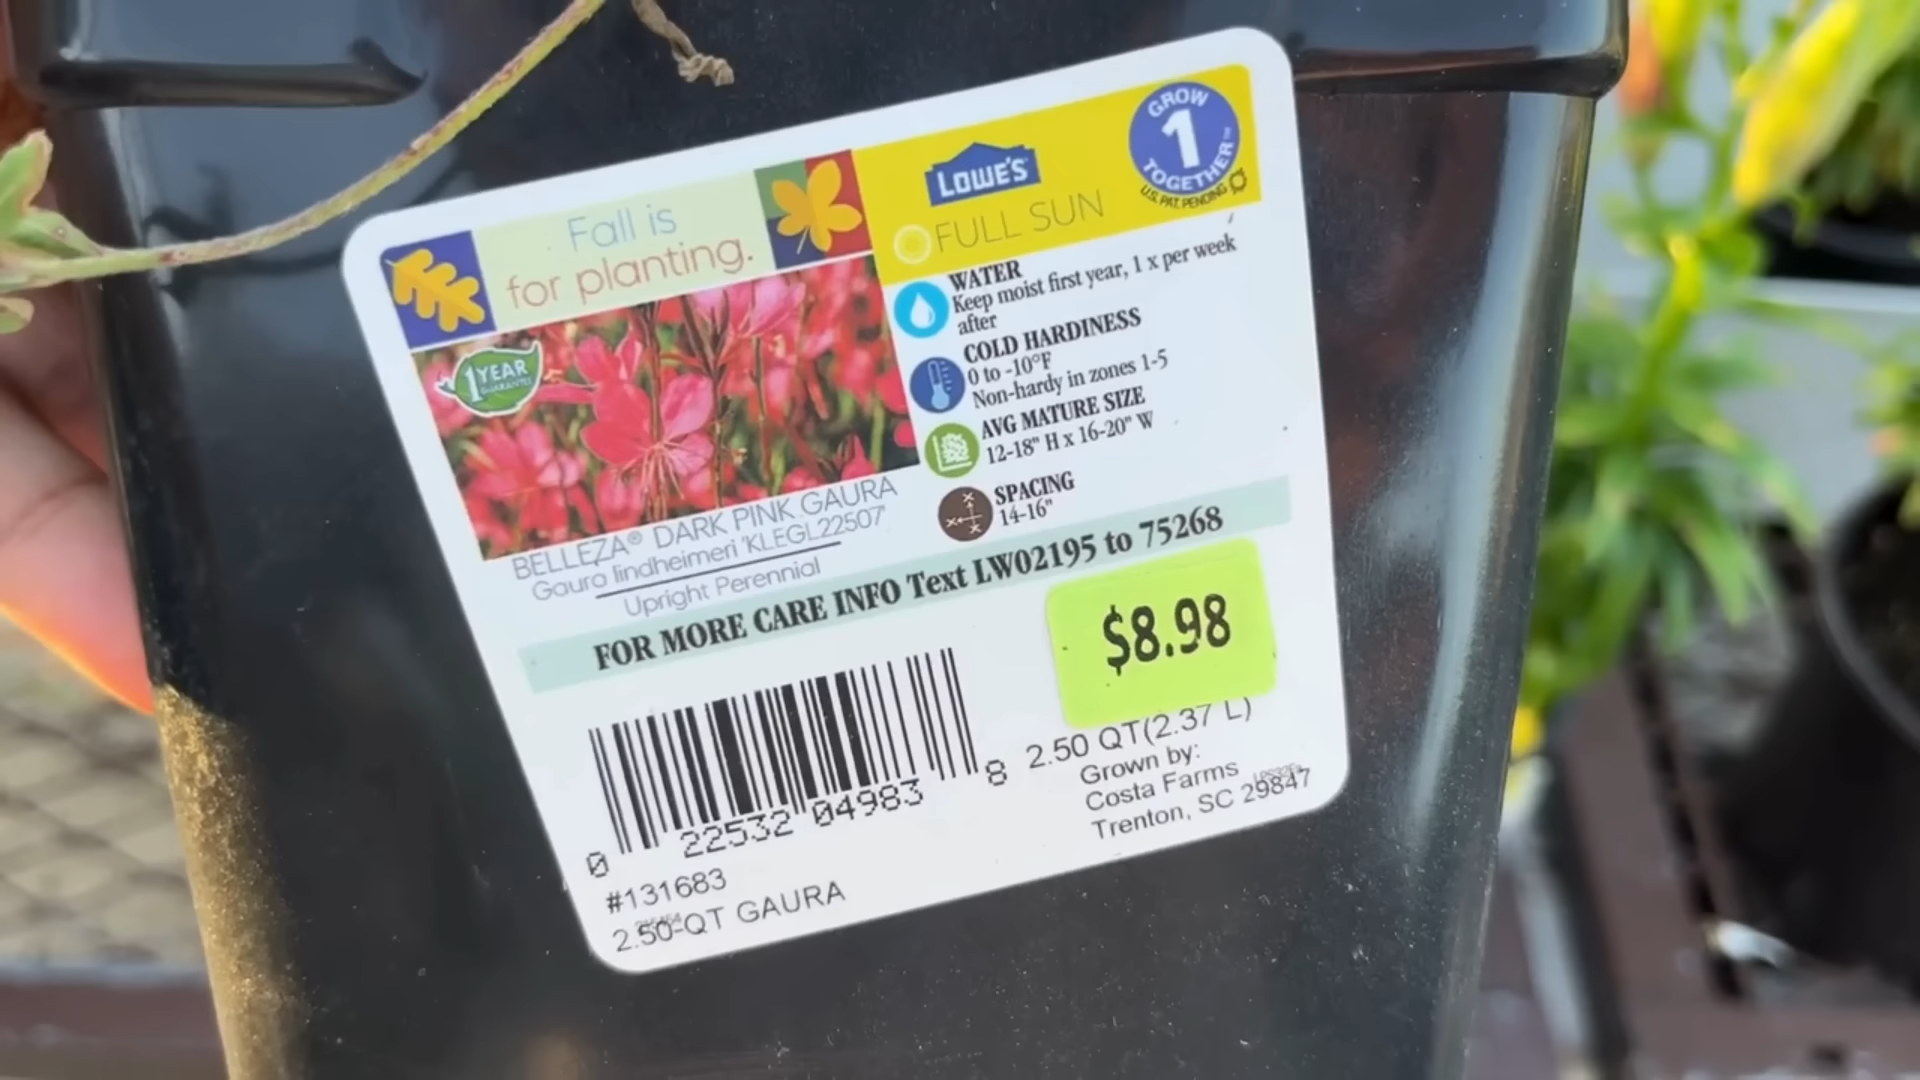 Fall is
for planting.
LOWE'S
FULL SUN
GROW
1
TOGETHER™
U.S. PAT. PENDING
1 YEAR
GUARANTEE
WATER
Keep moist first year, 1 x per week
after
COLD HARDINESS
0 to -10°F
Non-hardy in zones 1-5
AVG MATURE SIZE
12-18" H x 16-20" W
SPACING
14-16"
BELLEZA® DARK PINK GAURA
Gaura lindheimeri 'KLEGL22507'
Upright Perennial
FOR MORE CARE INFO Text LW02195 to 75268
$8.98
0 22532 04983 8
2.50 QT(2.37 L)
Grown by:
Costa Farms
Trenton, SC 29847
#131683
2.50-QT GAURA